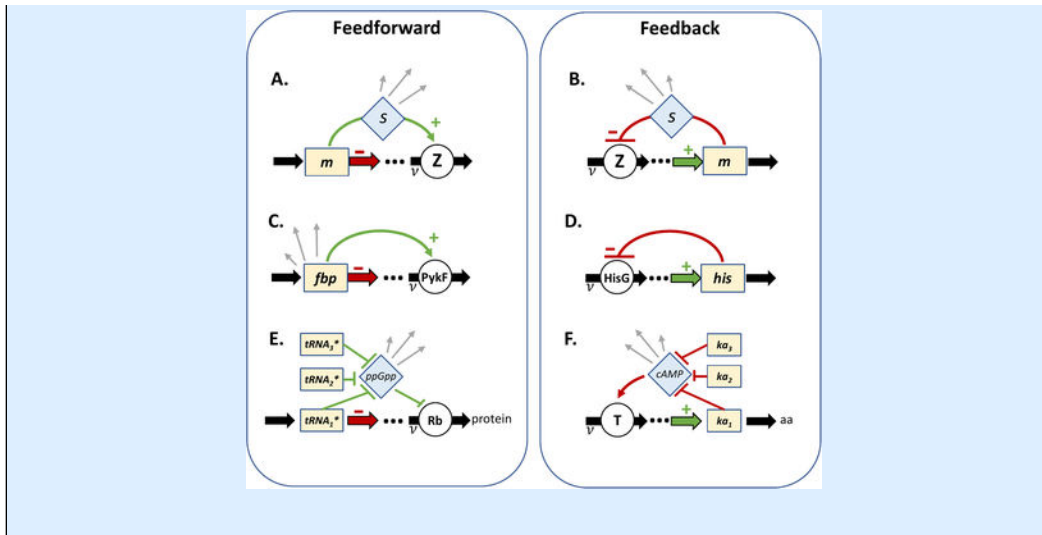 Feedforward
Feedback
A.
S
+
m
-
Z
ν
B.
S
-
Z
+
m
ν
C.
+
fbp
-
PykF
ν
D.
-
HisG
+
his
ν
E.
tRNA₃*
tRNA₂*
ppGpp
tRNA₁*
-
Rb
protein
ν
F.
ka₃
cAMP
ka₂
T
+
ka₁
aa
ν